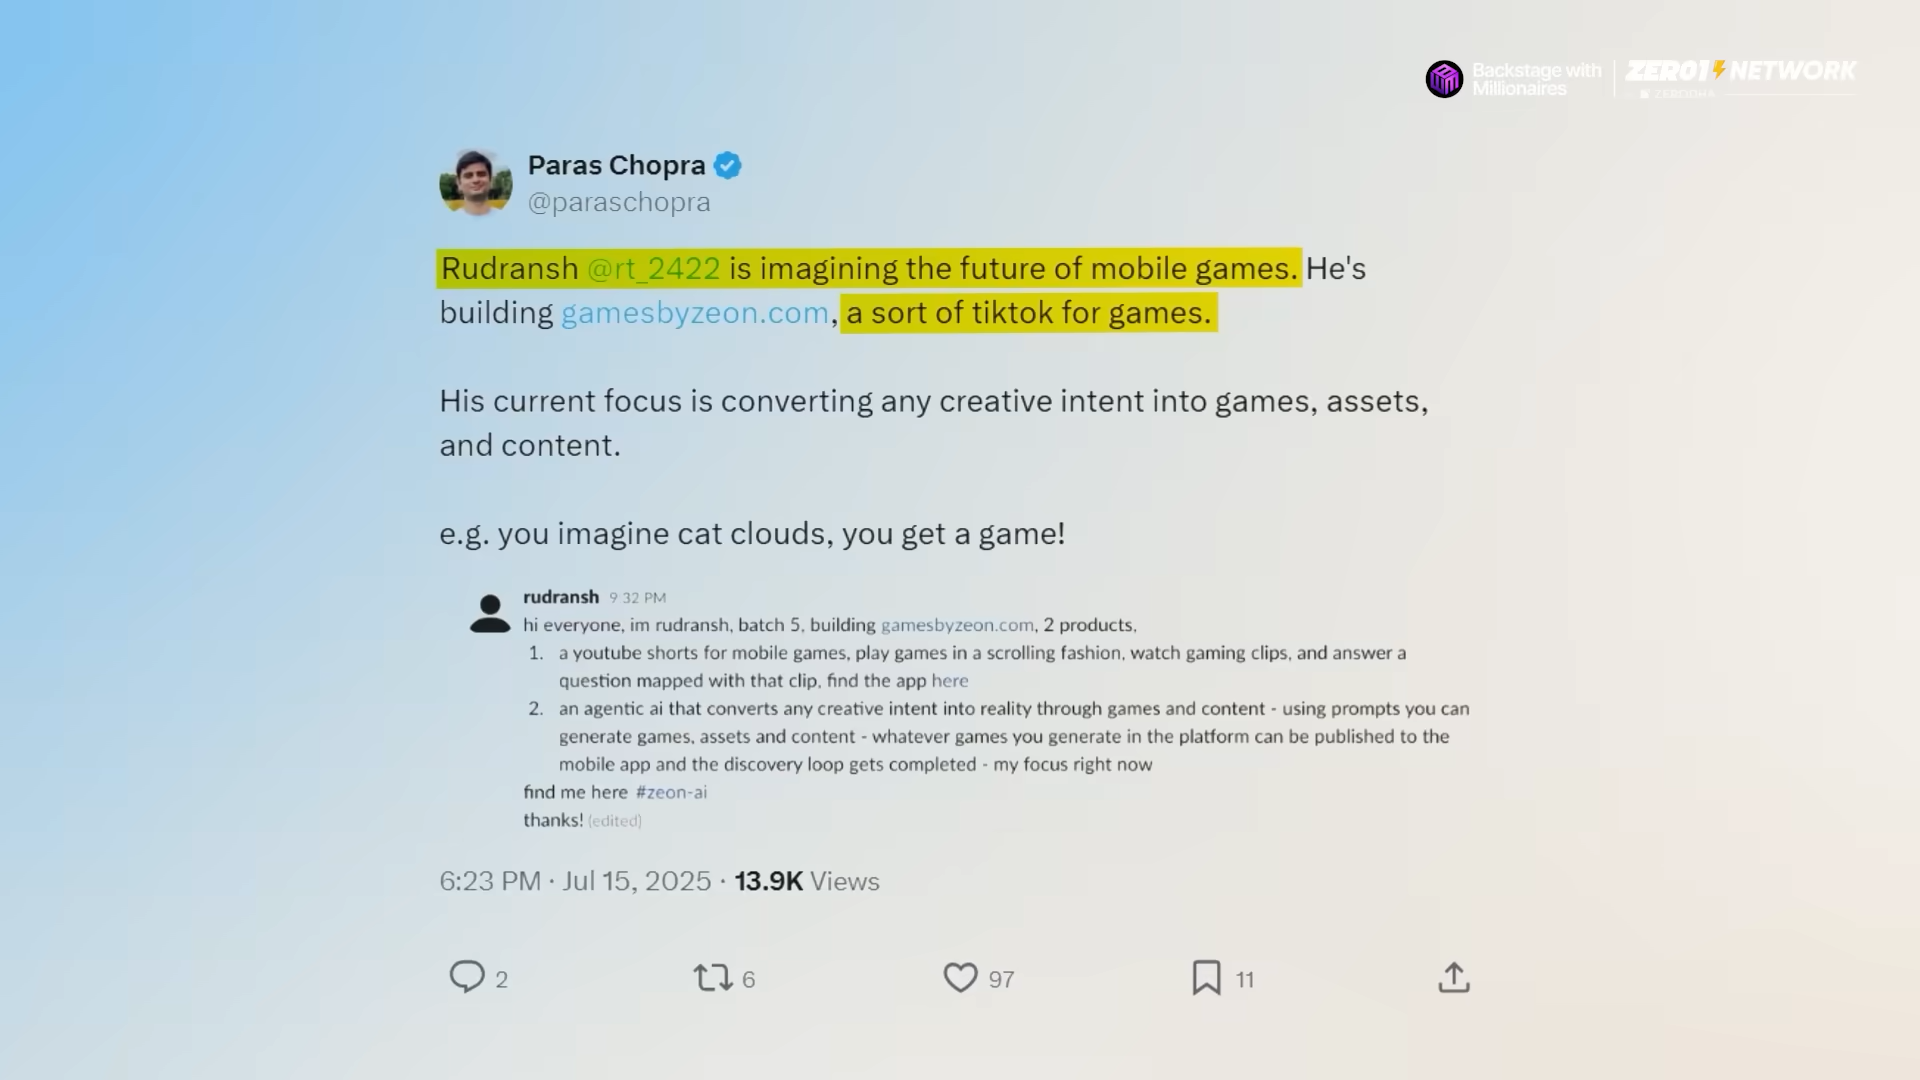 Backstage with
Millionaires
ZERO1 NETWORK
ZERODHA
Paras Chopra
@paraschopra
Rudransh @rt_2422 is imagining the future of mobile games. He's
building gamesbyzeon.com, a sort of tiktok for games.
His current focus is converting any creative intent into games, assets,
and content.
e.g. you imagine cat clouds, you get a game!
rudransh 9 32 PM
hi everyone, im rudransh, batch 5, building gamesbyzeon.com, 2 products,
1. a youtube shorts for mobile games, play games in a scrolling fashion, watch gaming clips, and answer a
question mapped with that clip, find the app here
2. an agentic ai that converts any creative intent into reality through games and content - using prompts you can
generate games, assets and content - whatever games you generate in the platform can be published to the
mobile app and the discovery loop gets completed - my focus right now
find me here #zeon-ai
thanks! (edited)
6:23 PM · Jul 15, 2025 · 13.9K Views
2 6 97 11